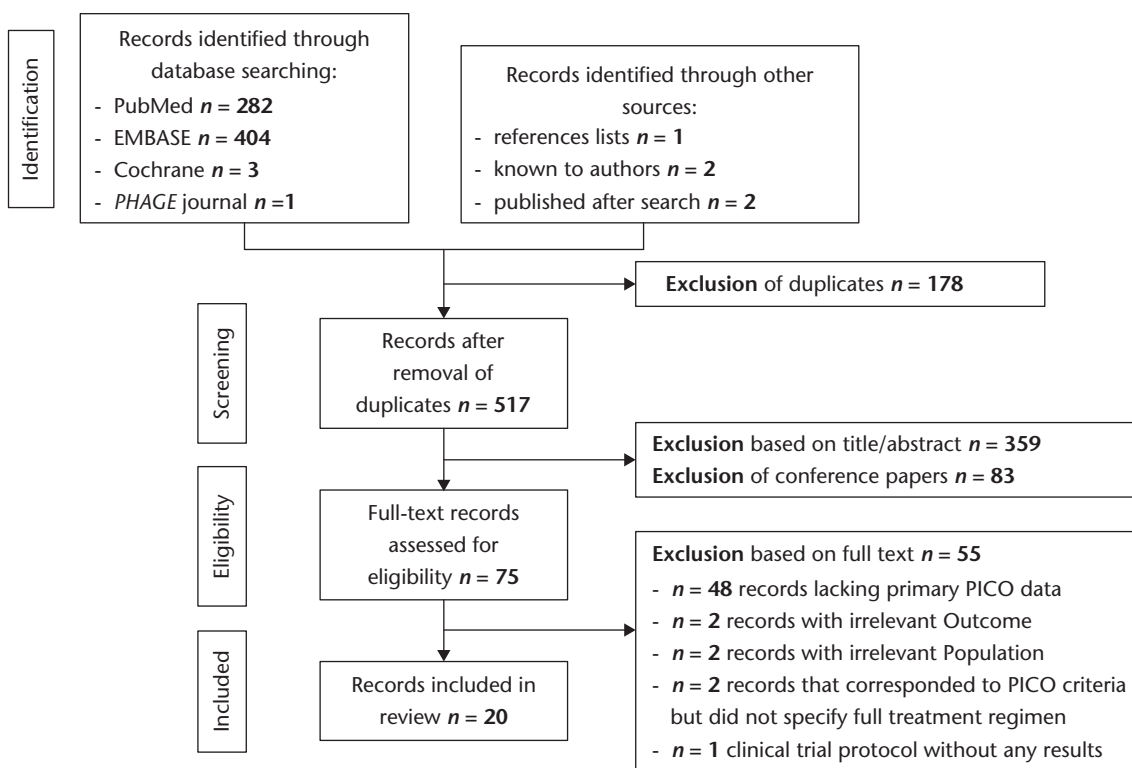 Identification
Records identified through
database searching:
- PubMed n = 282
- EMBASE n = 404
- Cochrane n = 3
- PHAGE journal n =1
Records identified through other
sources:
- references lists n = 1
- known to authors n = 2
- published after search n = 2
Exclusion of duplicates n = 178
Screening
Records after
removal of
duplicates n = 517
Exclusion based on title/abstract n = 359
Exclusion of conference papers n = 83
Eligibility
Full-text records
assessed for
eligibility n = 75
Exclusion based on full text n = 55
- n = 48 records lacking primary PICO data
- n = 2 records with irrelevant Outcome
- n = 2 records with irrelevant Population
- n = 2 records that corresponded to PICO criteria
but did not specify full treatment regimen
- n = 1 clinical trial protocol without any results
Included
Records included in
review n = 20